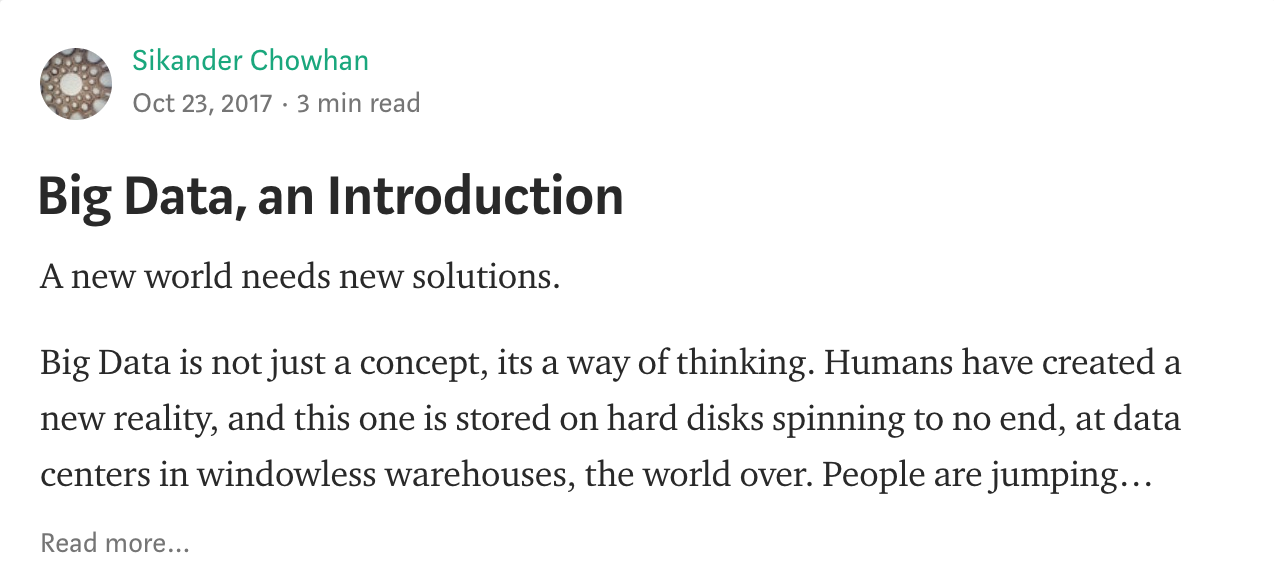 Sikander Chowhan
Oct 23, 2017 · 3 min read
Big Data, an Introduction
A new world needs new solutions.
Big Data is not just a concept, its a way of thinking. Humans have created a
new reality, and this one is stored on hard disks spinning to no end, at data
centers in windowless warehouses, the world over. People are jumping…
Read more…